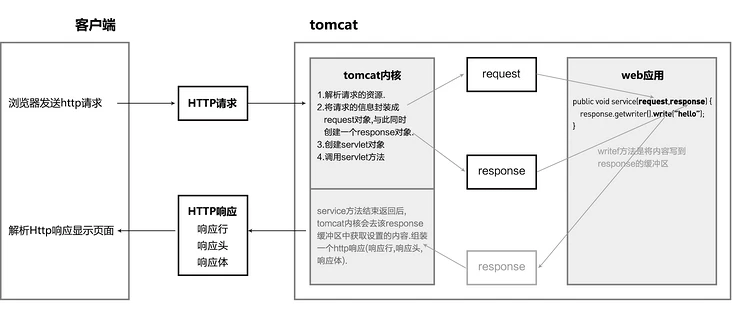 客户端
tomcat
浏览器发送http请求
HTTP请求
tomcat内核
1.解析请求的资源.
2.将请求的信息封装成
request对象,与此同时
创建一个response对象.
3.创建servlet对象
4.调用servlet方法
request
response
web应用
public void service(request,response) {
response.getwriter().write("hello");
}
writef方法是将内容写到
response的缓冲区
解析Http响应显示页面
HTTP响应
响应行
响应头
响应体
service方法结束返回后,
tomcat内核会去该response
缓冲区中获取设置的内容.组装
一个http响应(响应行,响应头,
响应体).
response